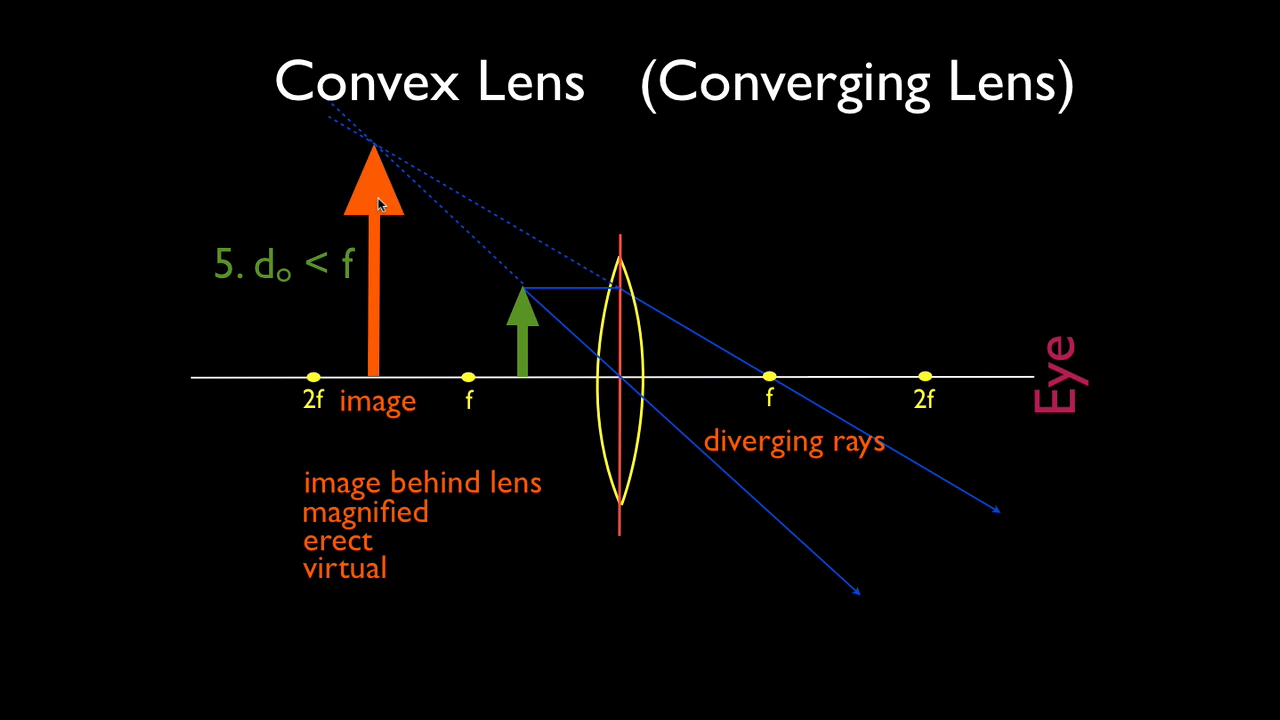 Convex Lens (Converging Lens)
5. dₒ < f
2f
image
f
f
2f
Eye
diverging rays
image behind lens
magnified
erect
virtual